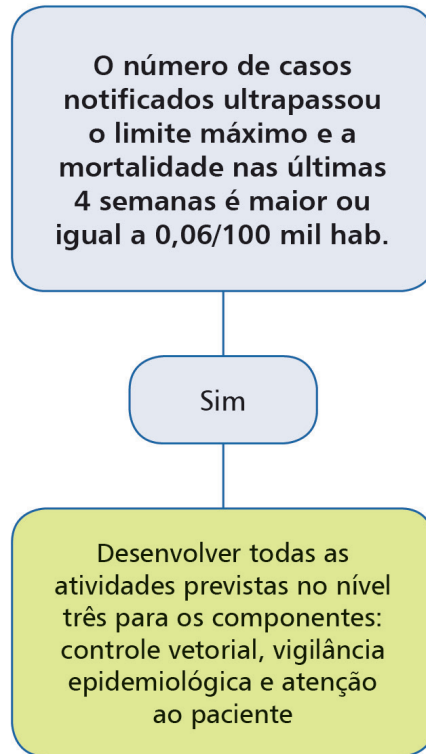 O número de casos
notificados ultrapassou
o limite máximo e a
mortalidade nas últimas
4 semanas é maior ou
igual a 0,06/100 mil hab.
Sim
Desenvolver todas as
atividades previstas no nível
três para os componentes:
controle vetorial, vigilância
epidemiológica e atenção
ao paciente